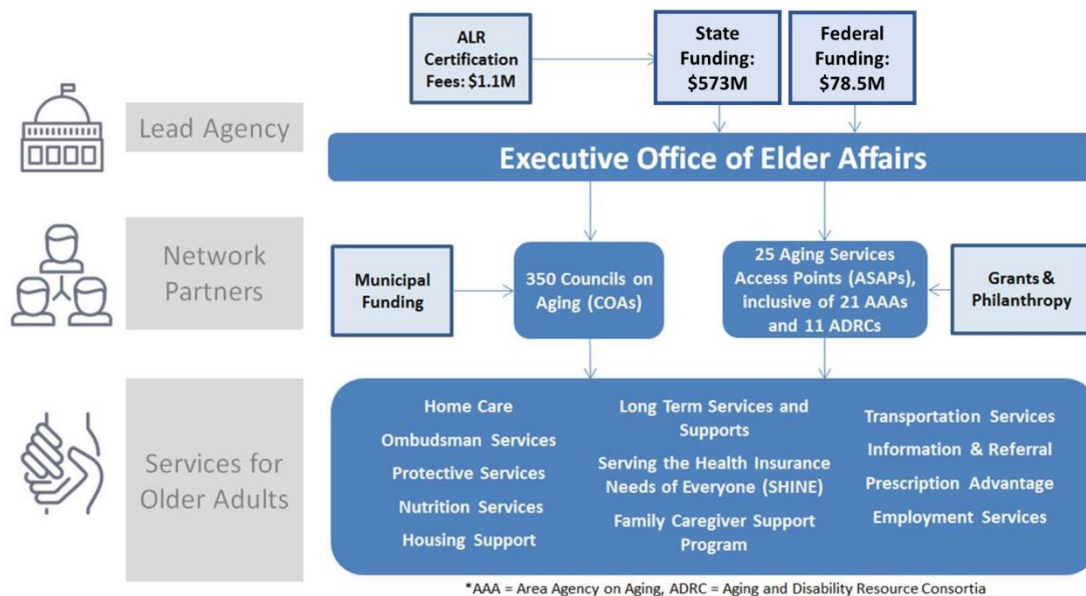 ALR
Certification
Fees: $1.1M
State
Funding:
$573M
Federal
Funding:
$78.5M
Lead Agency
Executive Office of Elder Affairs
Network
Partners
Municipal
Funding
350 Councils on
Aging (COAs)
25 Aging Services
Access Points (ASAPs),
inclusive of 21 AAAs
and 11 ADRCs
Grants &
Philanthropy
Services for
Older Adults
Home Care
Ombudsman Services
Protective Services
Nutrition Services
Housing Support
Long Term Services and
Supports
Serving the Health Insurance
Needs of Everyone (SHINE)
Family Caregiver Support
Program
Transportation Services
Information & Referral
Prescription Advantage
Employment Services
*AAA = Area Agency on Aging, ADRC = Aging and Disability Resource Consortia